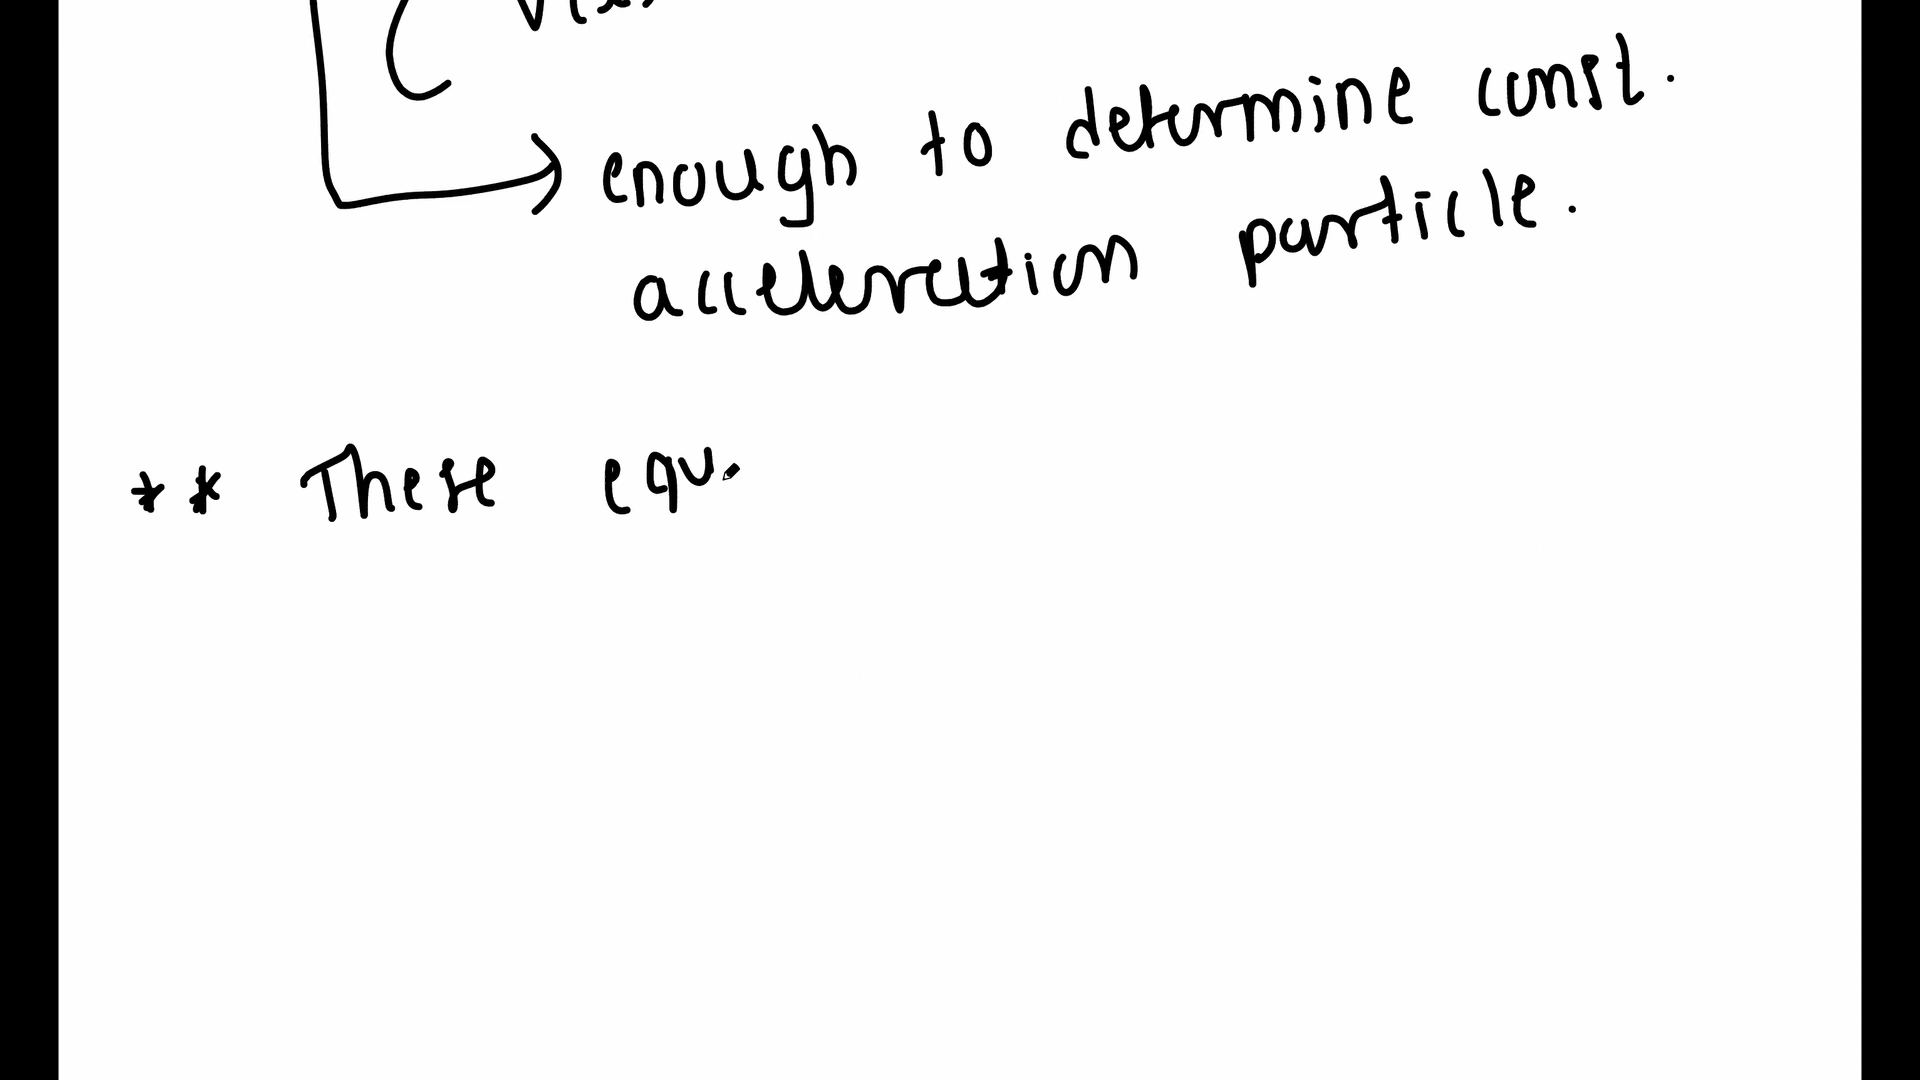 enough to determine const.
acceleration particle.
** These equ.